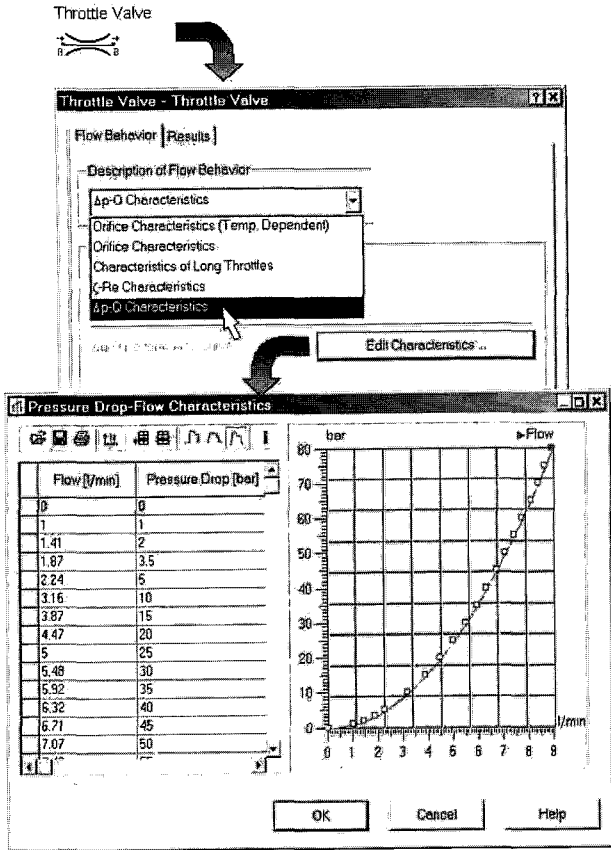 Throttle Valve
A B
Throttle Valve - Throttle Valve
Flow Behavior Results
Description of Flow Behavior
Δp-Q Characteristics
Orifice Characteristics (Temp. Dependent)
Orifice Characteristics
Characteristics of Long Throttles
ζ-Re Characteristics
Δp-Q Characteristics
Edit Characteristics ...
Pressure Drop-Flow Characteristics
Flow [l/min] Pressure Drop [bar]
0 0
1 1
1.41 2
1.87 3.5
2.24 5
3.16 10
3.87 15
4.47 20
5 25
5.48 30
5.92 35
6.32 40
6.71 45
7.07 50
bar Flow
80
70
60
50
40
30
20
10
0
l/min
0 1 2 3 4 5 6 7 8 9
OK Cancel Help